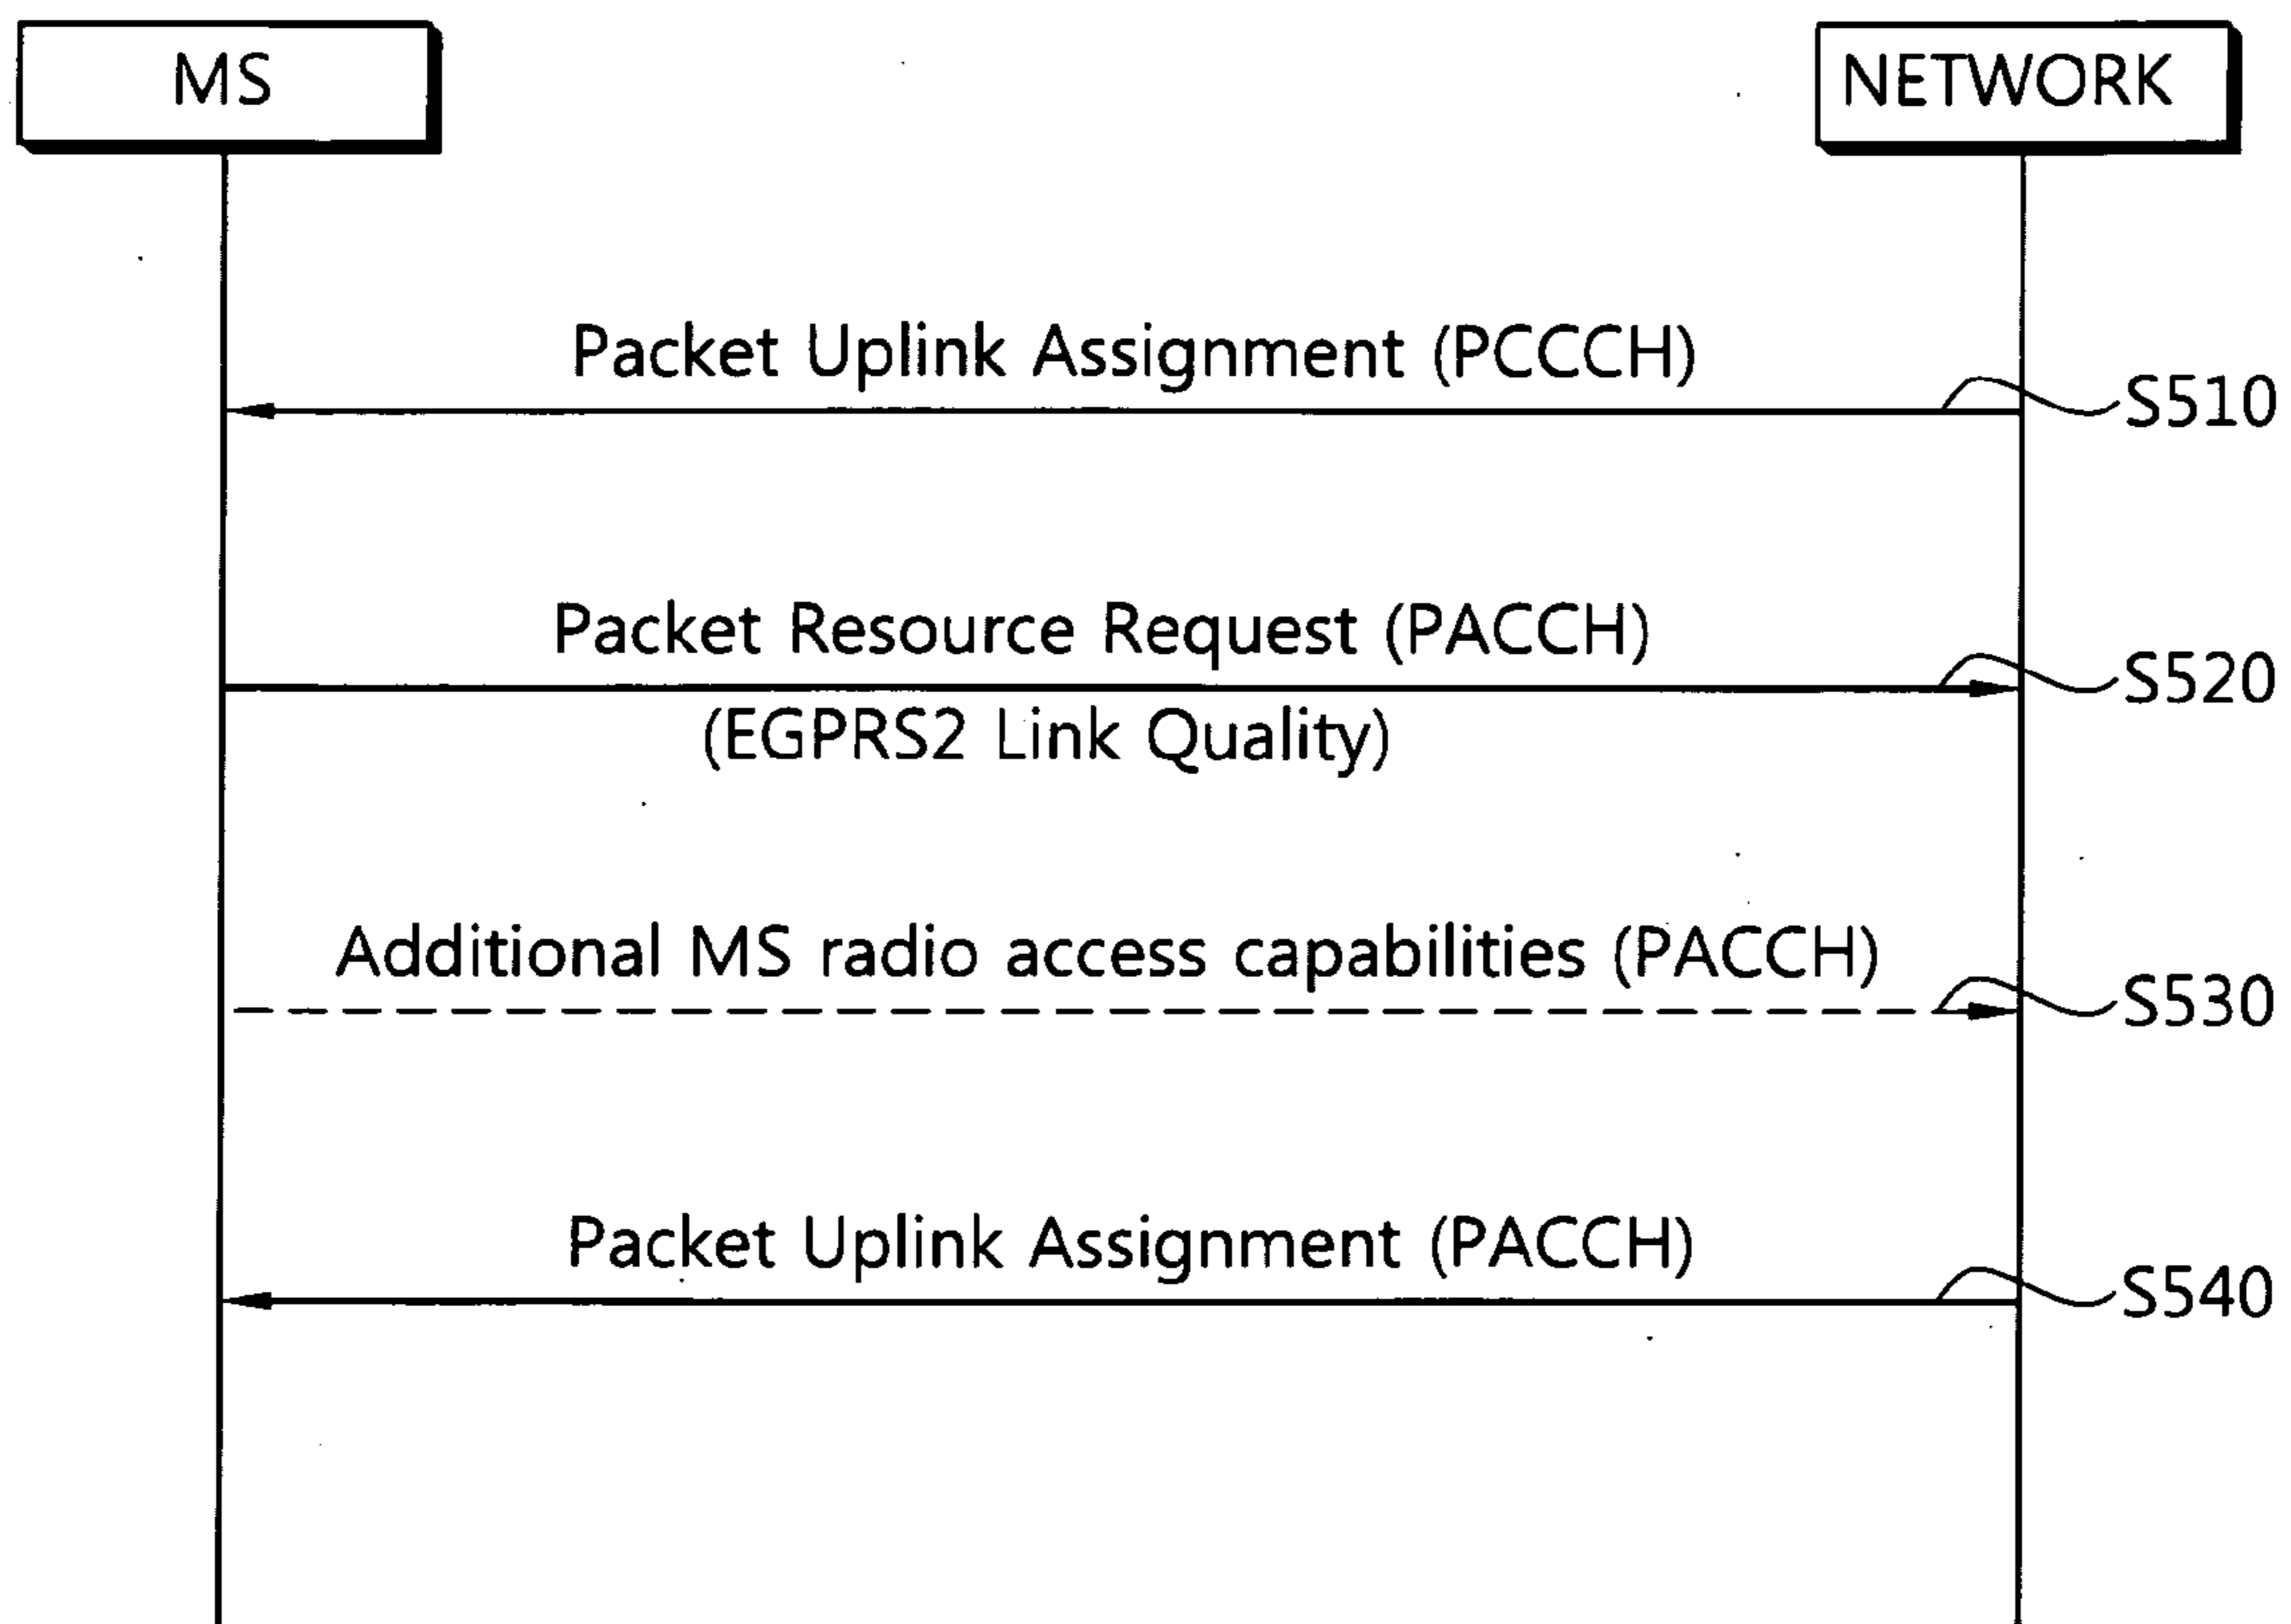 MS
NETWORK
Packet Uplink Assignment (PCCCH)
S510
Packet Resource Request (PACCH)
S520
(EGPRS2 Link Quality)
Additional MS radio access capabilities (PACCH)
S530
Packet Uplink Assignment (PACCH)
S540